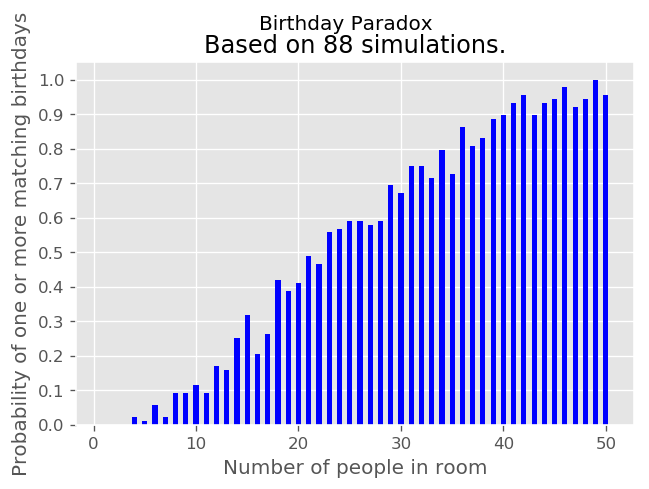 Birthday Paradox
Based on 88 simulations.
Probability of one or more matching birthdays
1.0
0.9
0.8
0.7
0.6
0.5
0.4
0.3
0.2
0.1
0.0
0 10 20 30 40 50
Number of people in room